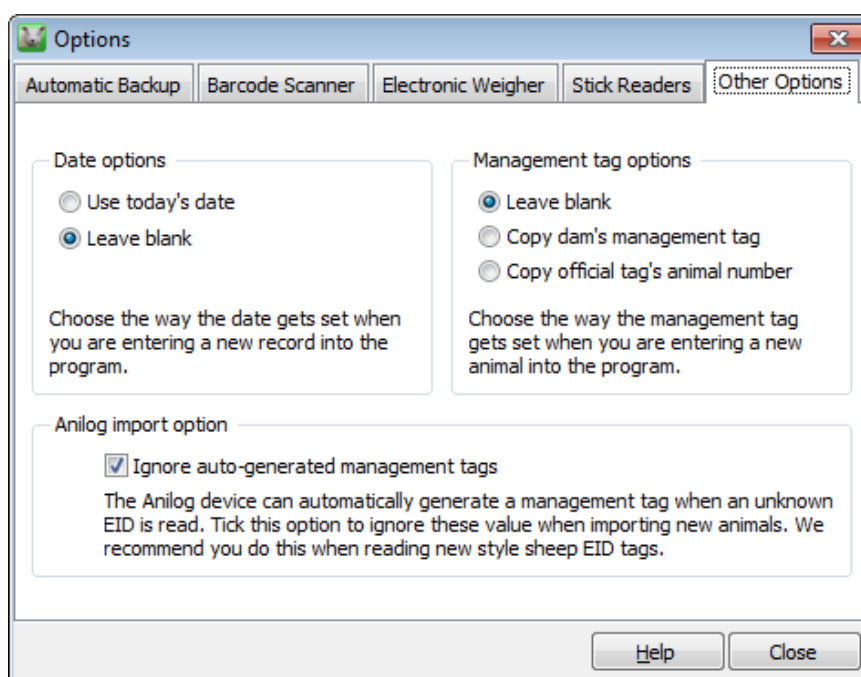 Options
Automatic Backup
Barcode Scanner
Electronic Weigher
Stick Readers
Other Options
Date options
Use today's date
Leave blank
Choose the way the date gets set when
you are entering a new record into the
program.
Management tag options
Leave blank
Copy dam's management tag
Copy official tag's animal number
Choose the way the management tag
gets set when you are entering a new
animal into the program.
Anilog import option
Ignore auto-generated management tags
The Anilog device can automatically generate a management tag when an unknown
EID is read. Tick this option to ignore these value when importing new animals. We
recommend you do this when reading new style sheep EID tags.
Help
Close